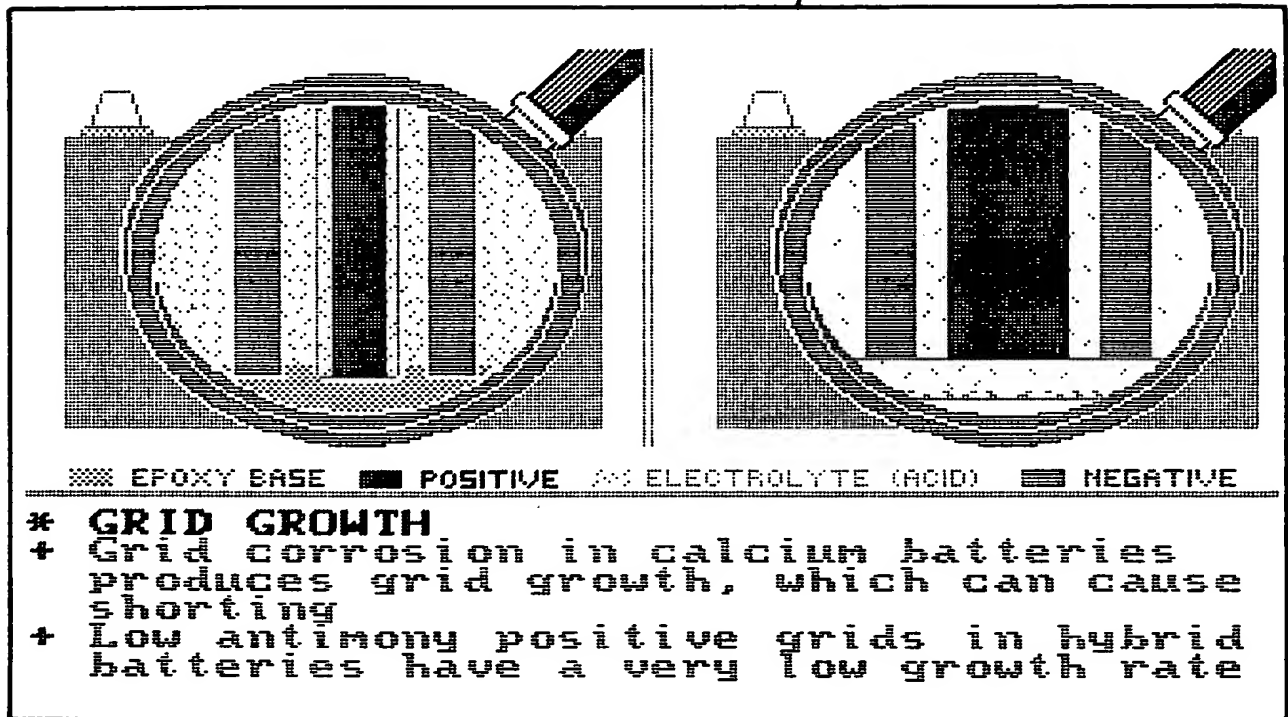 EPOXY BASE POSITIVE ELECTROLYTE (ACID) NEGATIVE
* GRID GROWTH
+ Grid corrosion in calcium batteries
produces grid growth, which can cause
shorting
+ Low antimony positive grids in hybrid
batteries have a very low growth rate